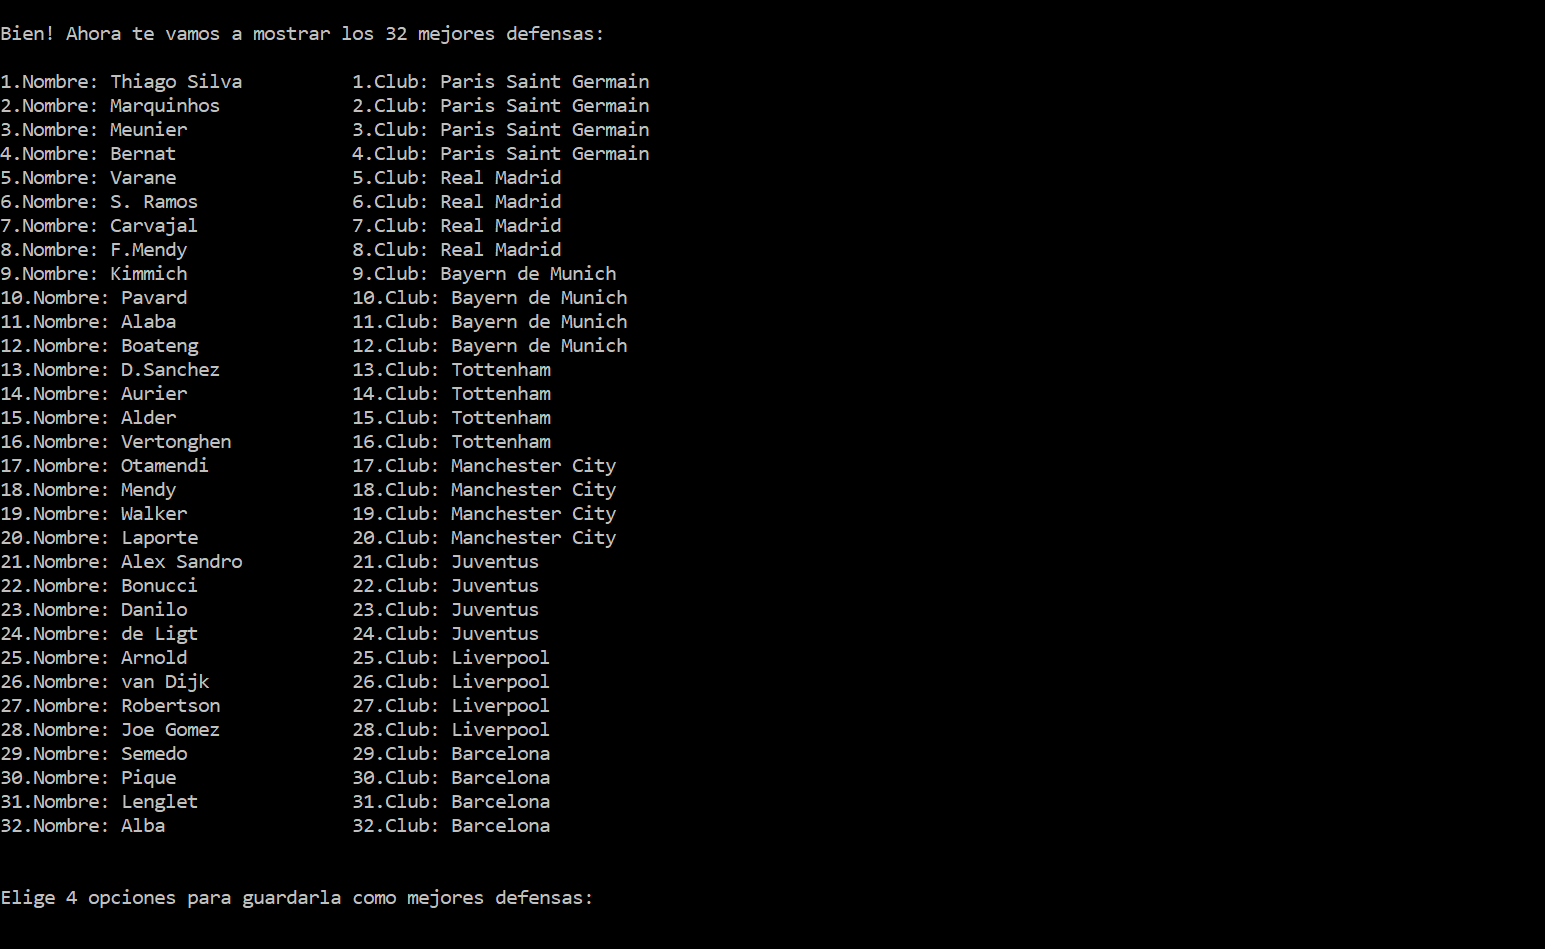 Bien! Ahora te vamos a mostrar los 32 mejores defensas:
1.Nombre: Thiago Silva 1.Club: Paris Saint Germain
2.Nombre: Marquinhos 2.Club: Paris Saint Germain
3.Nombre: Meunier 3.Club: Paris Saint Germain
4.Nombre: Bernat 4.Club: Paris Saint Germain
5.Nombre: Varane 5.Club: Real Madrid
6.Nombre: S. Ramos 6.Club: Real Madrid
7.Nombre: Carvajal 7.Club: Real Madrid
8.Nombre: F.Mendy 8.Club: Real Madrid
9.Nombre: Kimmich 9.Club: Bayern de Munich
10.Nombre: Pavard 10.Club: Bayern de Munich
11.Nombre: Alaba 11.Club: Bayern de Munich
12.Nombre: Boateng 12.Club: Bayern de Munich
13.Nombre: D.Sanchez 13.Club: Tottenham
14.Nombre: Aurier 14.Club: Tottenham
15.Nombre: Alder 15.Club: Tottenham
16.Nombre: Vertonghen 16.Club: Tottenham
17.Nombre: Otamendi 17.Club: Manchester City
18.Nombre: Mendy 18.Club: Manchester City
19.Nombre: Walker 19.Club: Manchester City
20.Nombre: Laporte 20.Club: Manchester City
21.Nombre: Alex Sandro 21.Club: Juventus
22.Nombre: Bonucci 22.Club: Juventus
23.Nombre: Danilo 23.Club: Juventus
24.Nombre: de Ligt 24.Club: Juventus
25.Nombre: Arnold 25.Club: Liverpool
26.Nombre: van Dijk 26.Club: Liverpool
27.Nombre: Robertson 27.Club: Liverpool
28.Nombre: Joe Gomez 28.Club: Liverpool
29.Nombre: Semedo 29.Club: Barcelona
30.Nombre: Pique 30.Club: Barcelona
31.Nombre: Lenglet 31.Club: Barcelona
32.Nombre: Alba 32.Club: Barcelona
Elige 4 opciones para guardarla como mejores defensas: